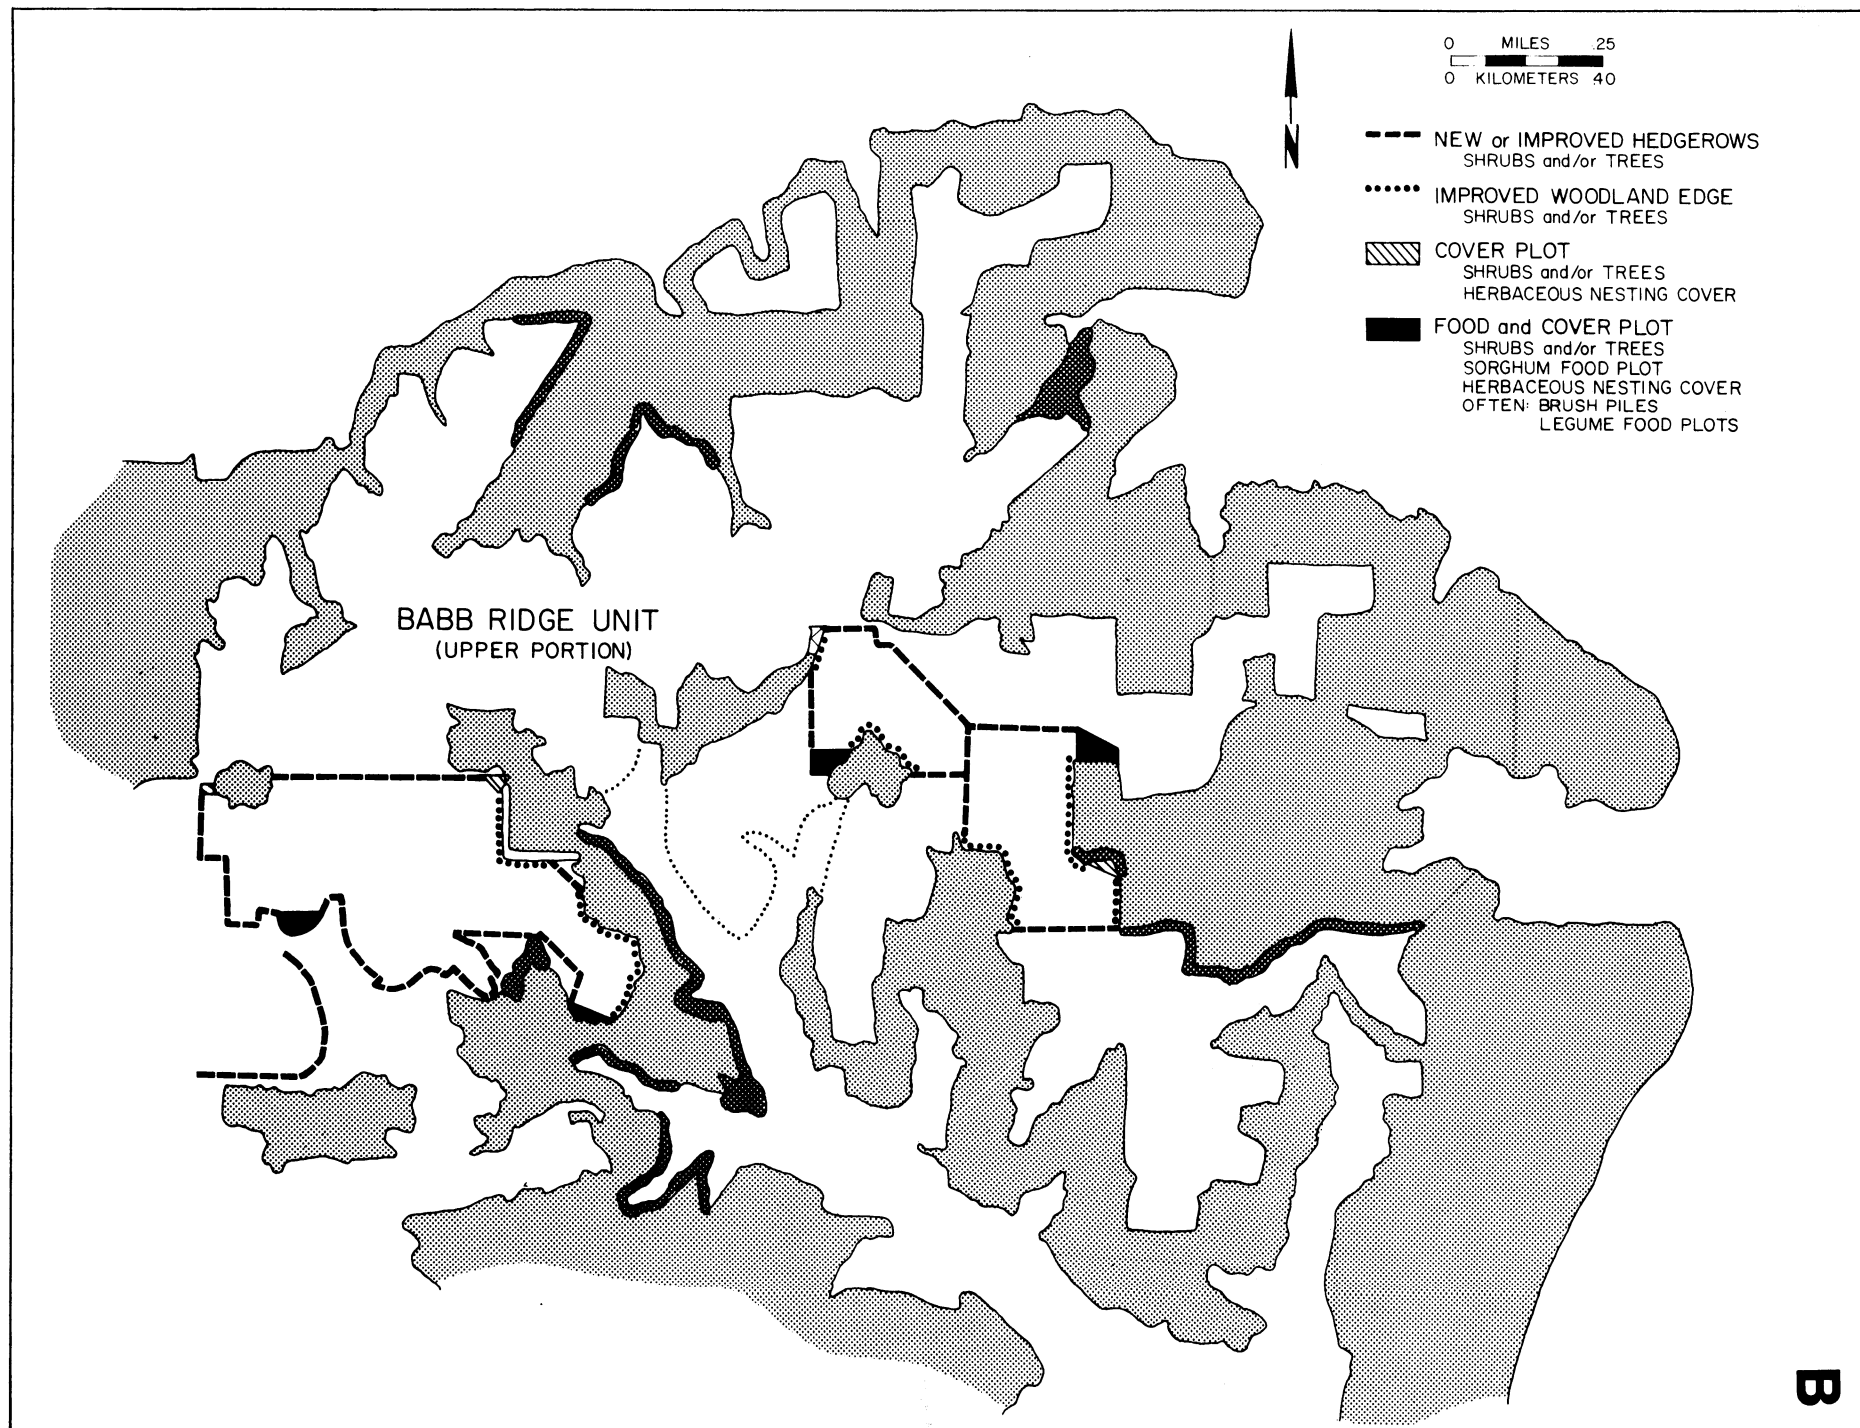 0 MILES .25
0 KILOMETERS .40
N
NEW or IMPROVED HEDGEROWS
SHRUBS and/or TREES
IMPROVED WOODLAND EDGE
SHRUBS and/or TREES
COVER PLOT
SHRUBS and/or TREES
HERBACEOUS NESTING COVER
FOOD and COVER PLOT
SHRUBS and/or TREES
SORGHUM FOOD PLOT
HERBACEOUS NESTING COVER
OFTEN: BRUSH PILES
LEGUME FOOD PLOTS
BABB RIDGE UNIT
(UPPER PORTION)
B